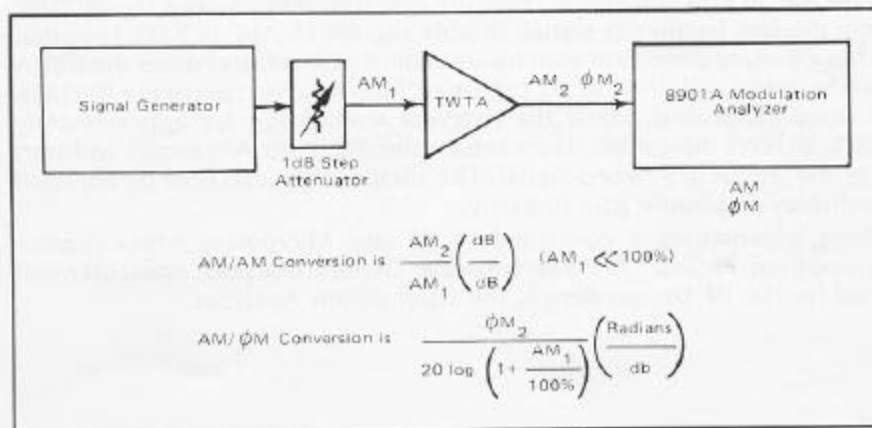 Signal Generator
1dB Step
Attenuator
AM₁
TWTA
AM₂ ϕM₂
8901A Modulation
Analyzer
AM
ϕM
AM/AM Conversion is AM₂/AM₁ (dB/dB) (AM₁ << 100%)
AM/ϕM Conversion is ϕM₂/(20 log (1+ AM₁/100%)) (Radians/db)